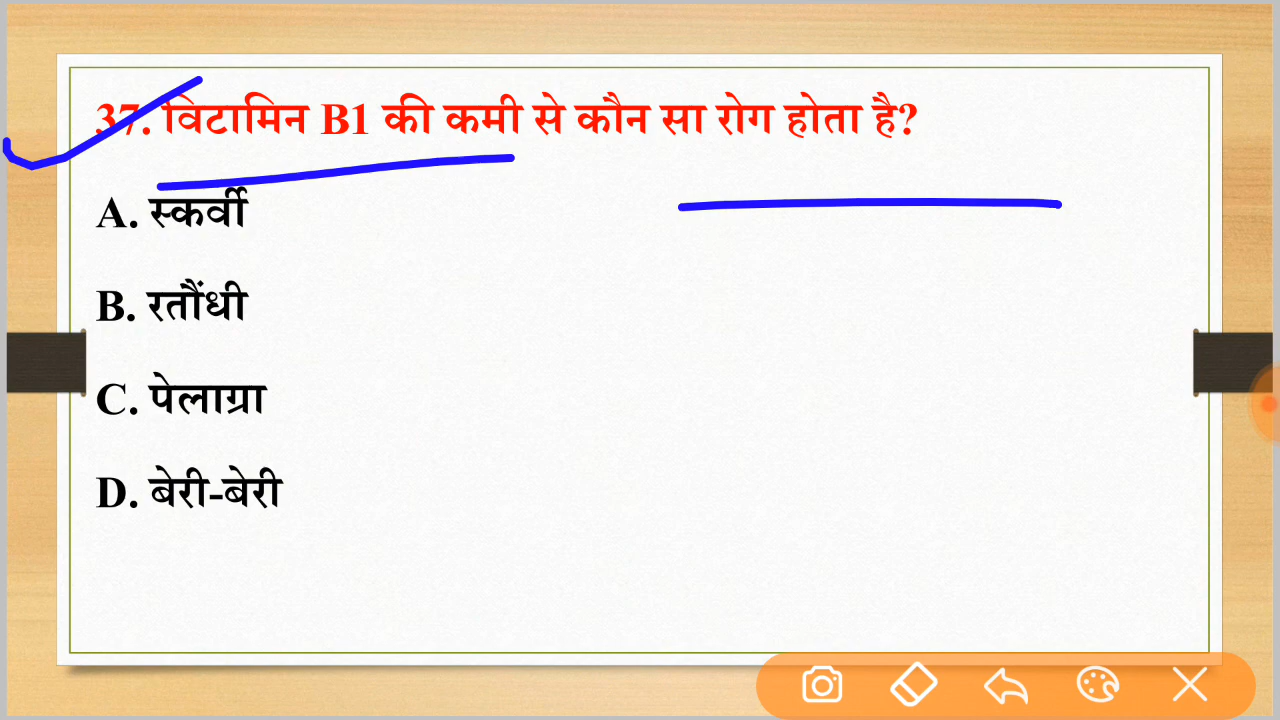 37. विटामिन B1 की कमी से कौन सा रोग होता है?
A. स्कर्वी
B. रतौंधी
C. पेलाग्रा
D. बेरी-बेरी